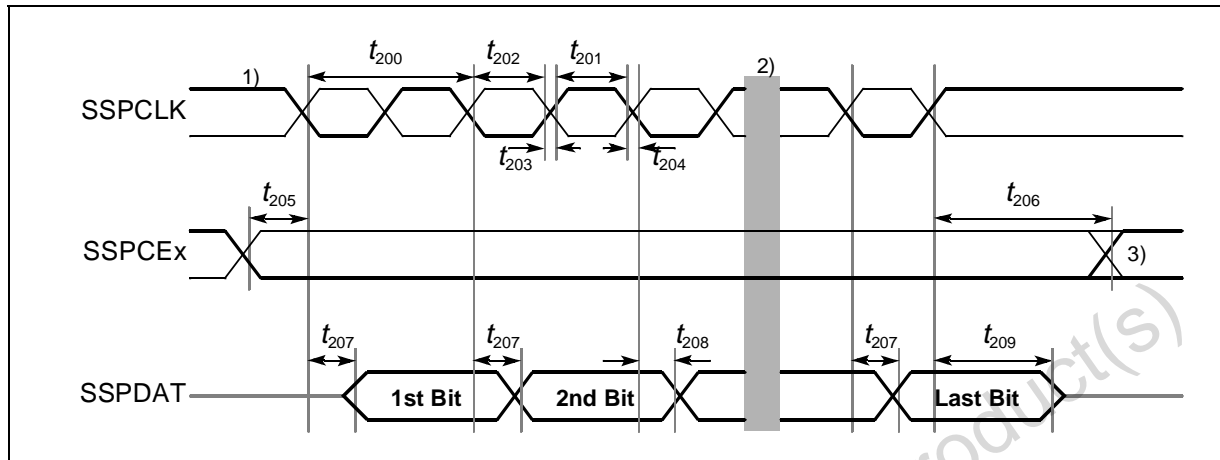 1) t200 t202 t201 2)
SSPCLK
t203 t204
t205 t206
SSPCEx 3)
t207 t207 t208 t207 t209
SSPDAT 1st Bit 2nd Bit Last Bit